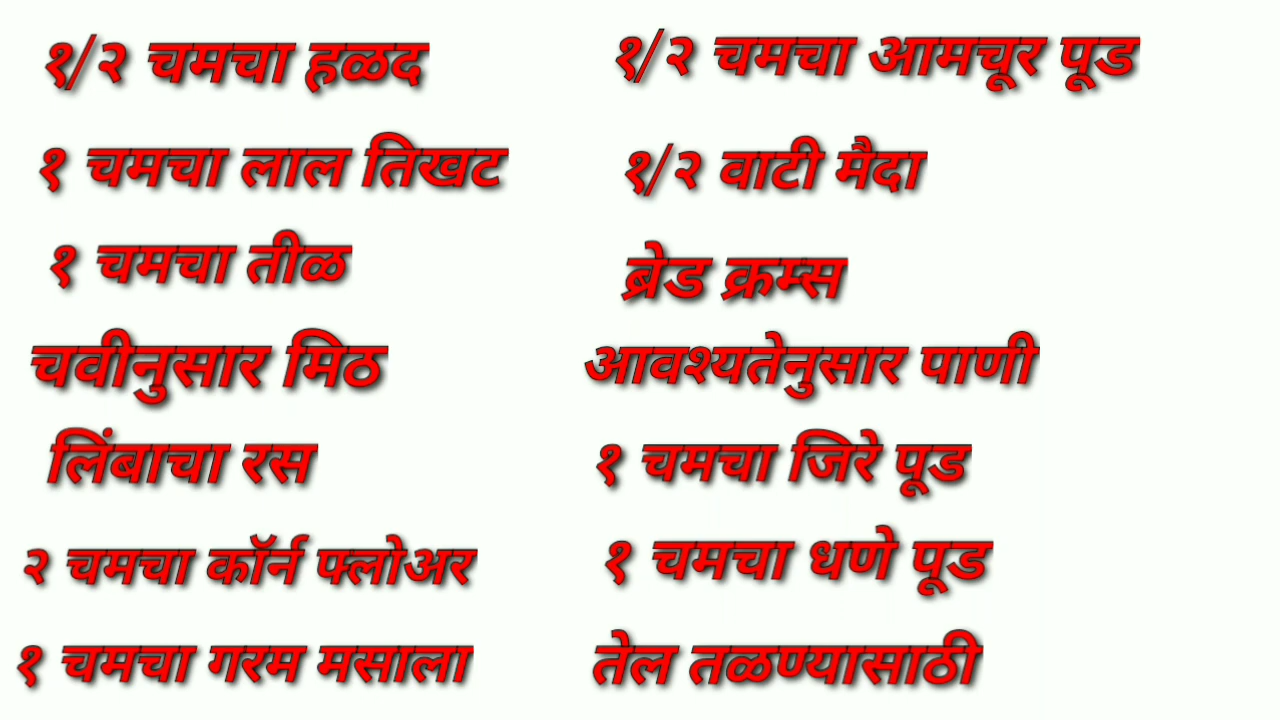 १/२ चमचा हळद
१ चमचा लाल तिखट
१ चमचा तीळ
चवीनुसार मिठ
लिंबाचा रस
२ चमचा कॉर्न फ्लोअर
१ चमचा गरम मसाला
१/२ चमचा आमचूर पूड
१/२ वाटी मैदा
ब्रेड क्रम्स
आवश्यतेनुसार पाणी
१ चमचा जिरे पूड
१ चमचा धणे पूड
तेल तळण्यासाठी